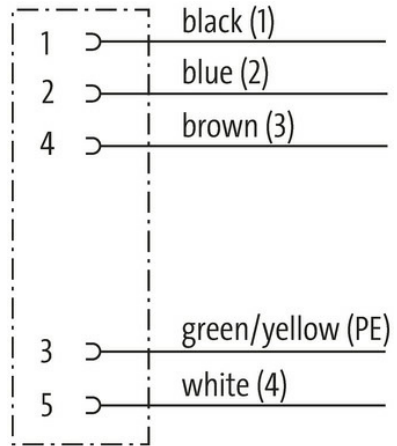 1 black (1)
2 blue (2)
4 brown (3)
3 green/yellow (PE)
5 white (4)